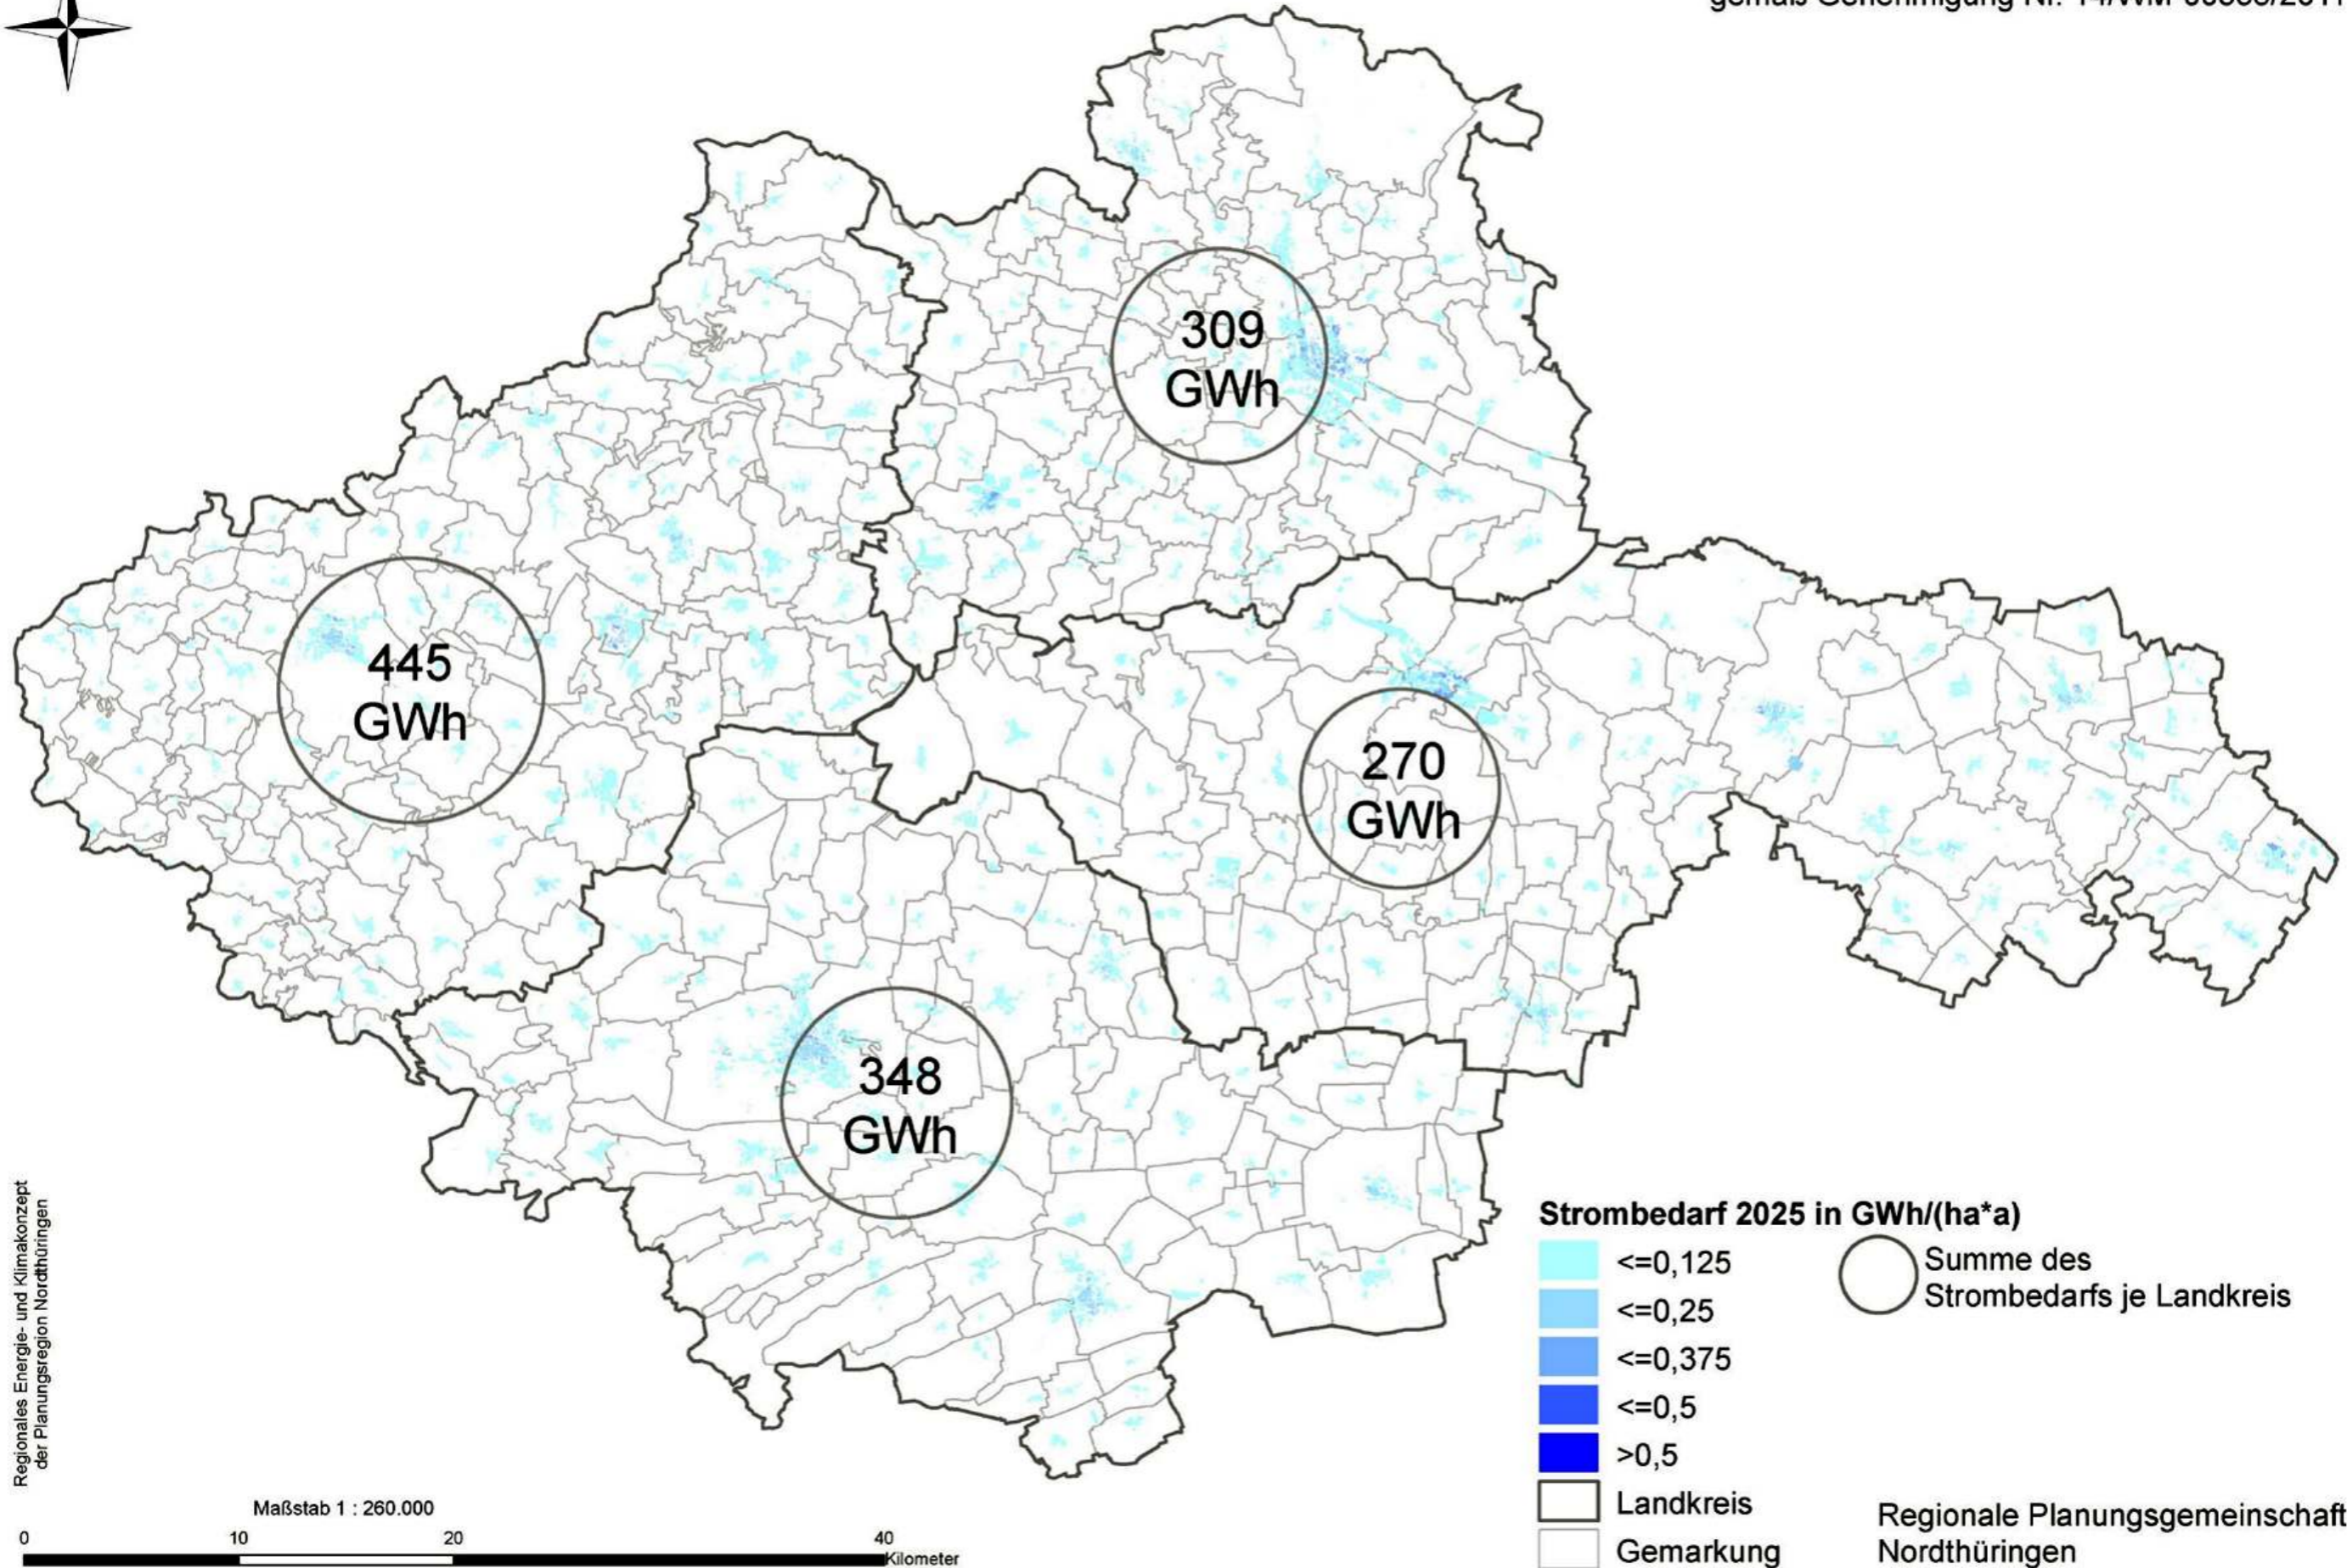 309
GWh
445
GWh
270
GWh
348
GWh
Regionales Energie- und Klimakonzept
der Planungsregion Nordthüringen
Maßstab 1 : 260.000
0 10 20 40
Kilometer
Strombedarf 2025 in GWh/(ha*a)
<=0,125
<=0,25
<=0,375
<=0,5
>0,5
Landkreis
Gemarkung
Summe des
Strombedarfs je Landkreis
Regionale Planungsgemeinschaft
Nordthüringen